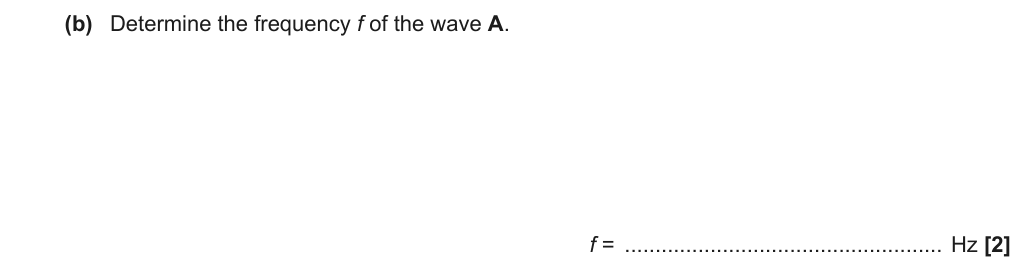 (b) Determine the frequency f of the wave A.
f = .................................................... Hz [2]